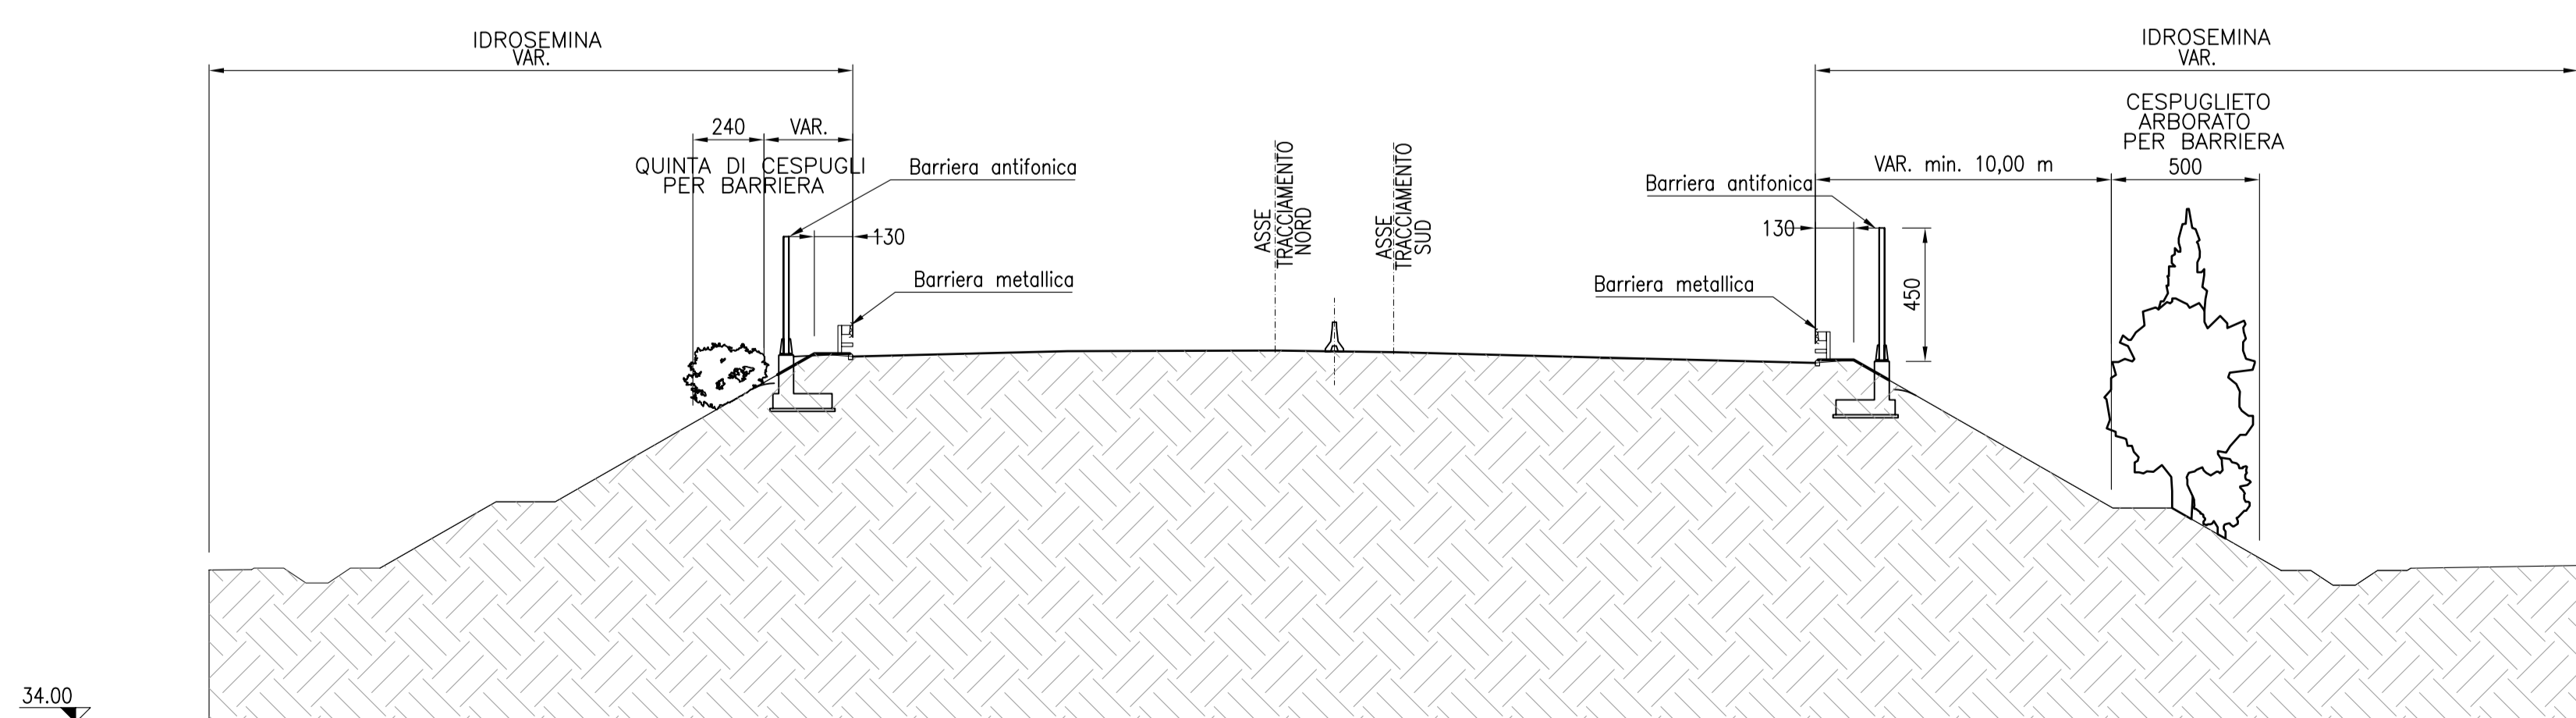 IDROSEMINA
VAR.
240
VAR.
QUINTA DI CESPUGLI
PER BARRIERA
Barriera antifonica
130
Barriera metallica
ASSE
TRACCIAMENTO
NORD
ASSE
TRACCIAMENTO
SUD
IDROSEMINA
VAR.
CESPUGLIETO
ARBORATO
PER BARRIERA
500
VAR. min. 10,00 m
Barriera antifonica
130
Barriera metallica
450
34.00